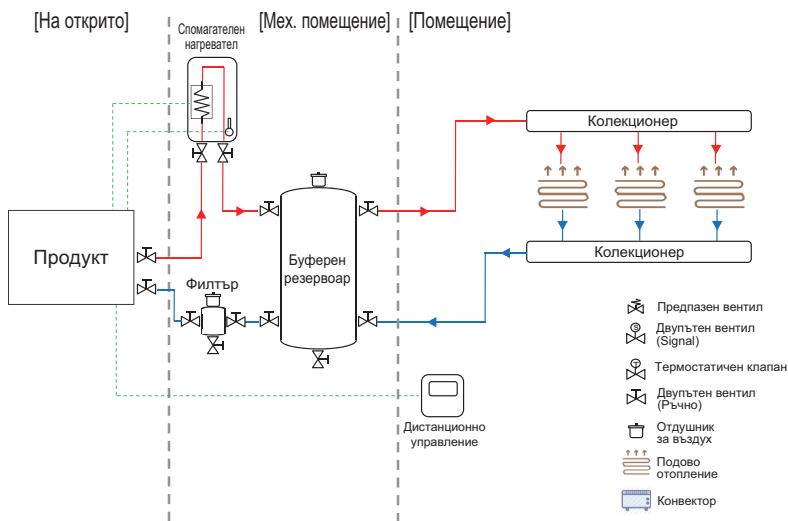 [На открито]
[Мех. помещение]
[Помещение]
Спомагателен
нагревател
Колекционер
Продукт
Филтър
Буферен
резервоар
Колекционер
Дистанционно
управление
Предпазен вентил
S
Двупътен вентил
(Signal)
T
Термостатичен клапан
Двупътен вентил
(Ръчно)
Отдушник
за въздух
Подово
отопление
Конвектор